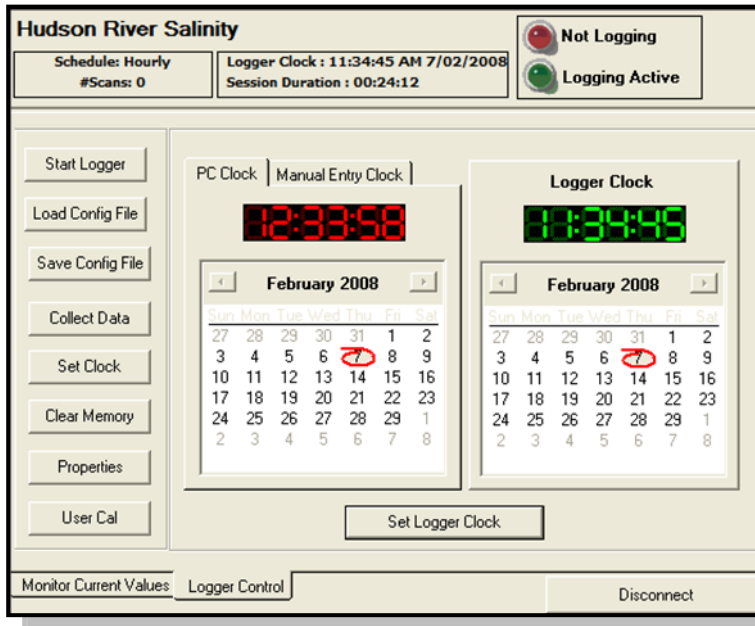 Hudson River Salinity
Schedule: Hourly
#Scans: 0
Logger Clock : 11:34:45 AM 7/02/2008
Session Duration : 00:24:12
Not Logging
Logging Active
Start Logger
Load Config File
Save Config File
Collect Data
Set Clock
Clear Memory
Properties
User Cal
PC Clock Manual Entry Clock
12:33:58
February 2008
Sun Mon Tue Wed Thu Fri Sat
27 28 29 30 31 1 2
3 4 5 6 7 8 9
10 11 12 13 14 15 16
17 18 19 20 21 22 23
24 25 26 27 28 29 1
2 3 4 5 6 7 8
Logger Clock
11:34:45
February 2008
Sun Mon Tue Wed Thu Fri Sat
27 28 29 30 31 1 2
3 4 5 6 7 8 9
10 11 12 13 14 15 16
17 18 19 20 21 22 23
24 25 26 27 28 29 1
2 3 4 5 6 7 8
Set Logger Clock
Monitor Current Values Logger Control
Disconnect